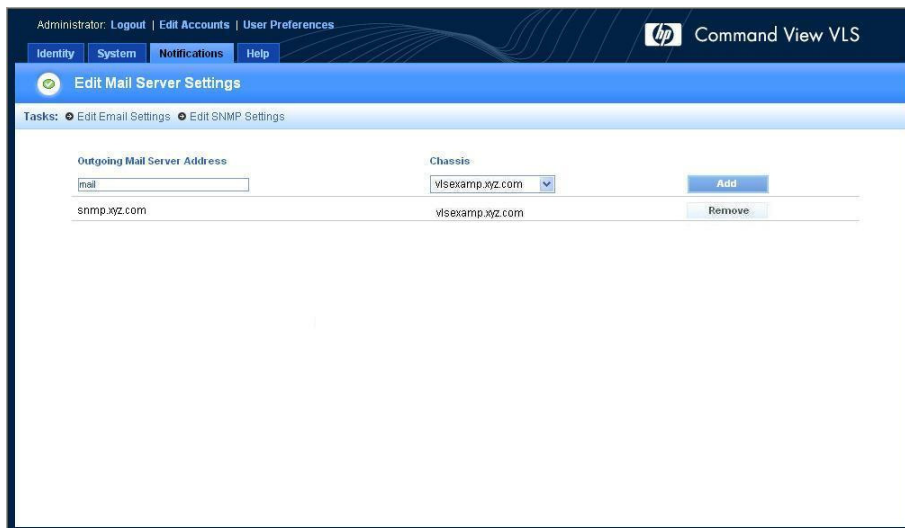 Administrator: Logout | Edit Accounts | User Preferences
hp Command View VLS
Identity System Notifications Help
Edit Mail Server Settings
Tasks: Edit Email Settings Edit SNMP Settings
Outgoing Mail Server Address Chassis
mail vlsexamp.xyz.com Add
snmp.xyz.com vlsexamp.xyz.com Remove